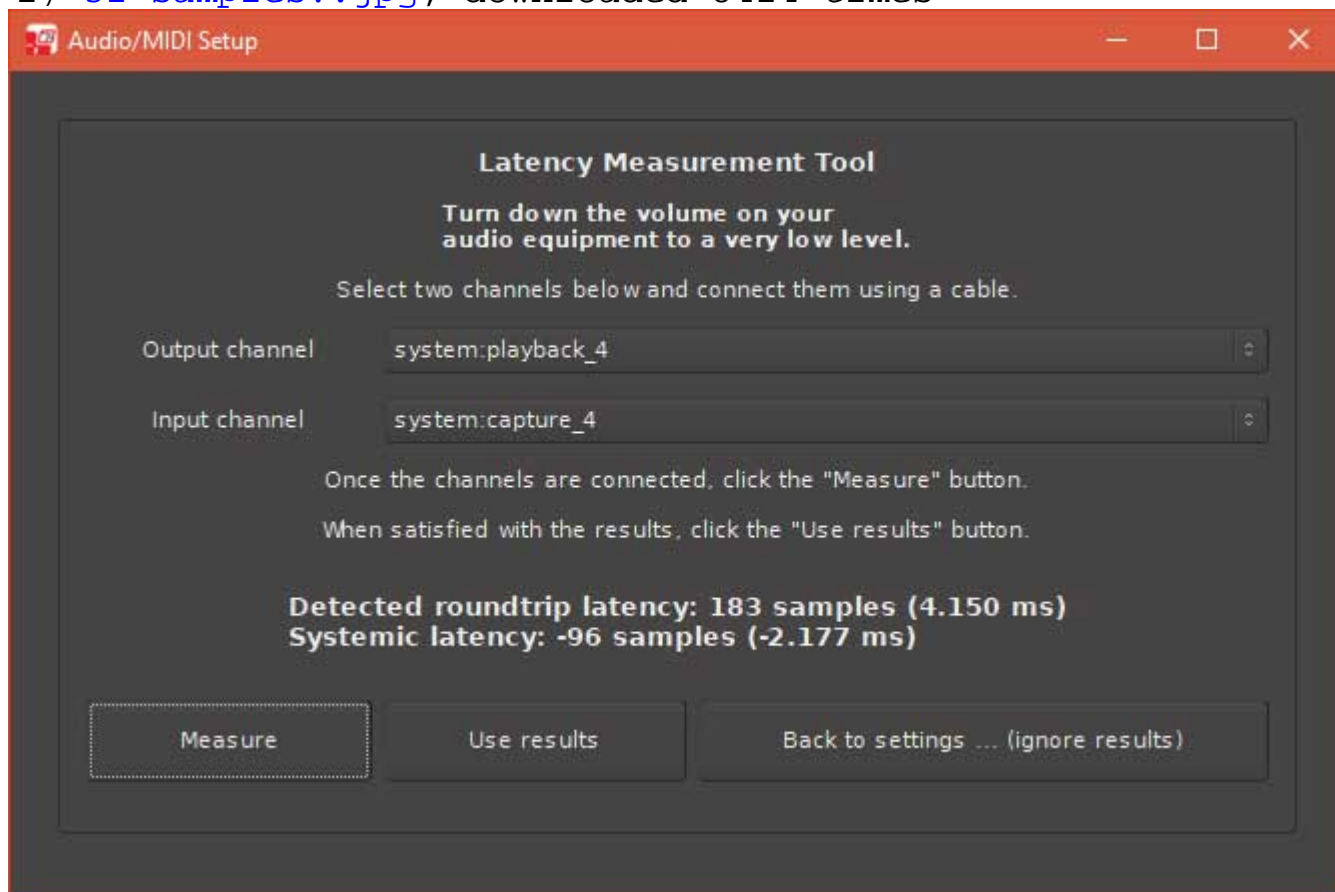 Audio/MIDI Setup
Latency Measurement Tool
Turn down the volume on your
audio equipment to a very low level.
Select two channels below and connect them using a cable.
Output channel system:playback_4
Input channel system:capture_4
Once the channels are connected, click the "Measure" button.
When satisfied with the results, click the "Use results" button.
Detected roundtrip latency: 183 samples (4.150 ms)
Systemic latency: -96 samples (-2.177 ms)
Measure Use results Back to settings ... (ignore results)